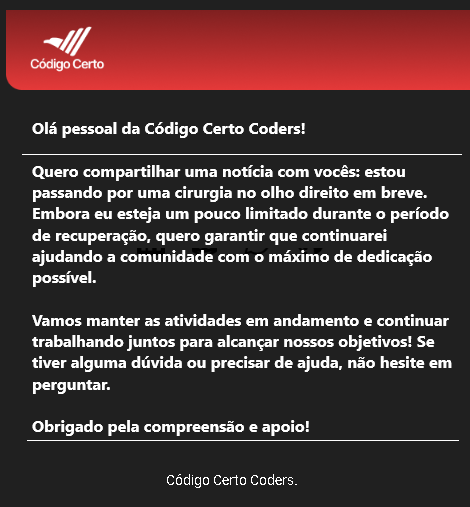 Código Certo
Olá pessoal da Código Certo Coders!
Quero compartilhar uma notícia com vocês: estou
passando por uma cirurgia no olho direito em breve.
Embora eu esteja um pouco limitado durante o período
de recuperação, quero garantir que continuarei
ajudando a comunidade com o máximo de dedicação
possível.
Vamos manter as atividades em andamento e continuar
trabalhando juntos para alcançar nossos objetivos! Se
tiver alguma dúvida ou precisar de ajuda, não hesite em
perguntar.
Obrigado pela compreensão e apoio!
Código Certo Coders.